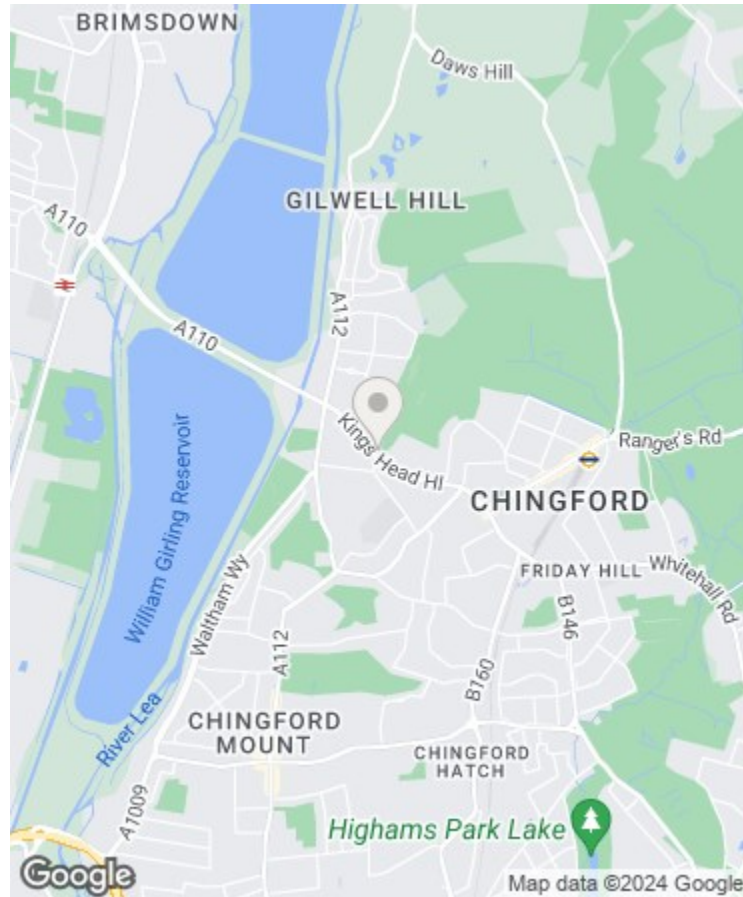 BRIMSDOWN
Daws Hill
GILWELL HILL
A110
A112
A110
Kings Head Hl
Ranger's Rd
CHINGFORD
William Girling Reservoir
FRIDAY HILL
Whitehall Rd
Waltham Wy
B146
A112
B160
River Lea
CHINGFORD
MOUNT
CHINGFORD
HATCH
A1009
Highams Park Lake
Google
Map data ©2024 Google